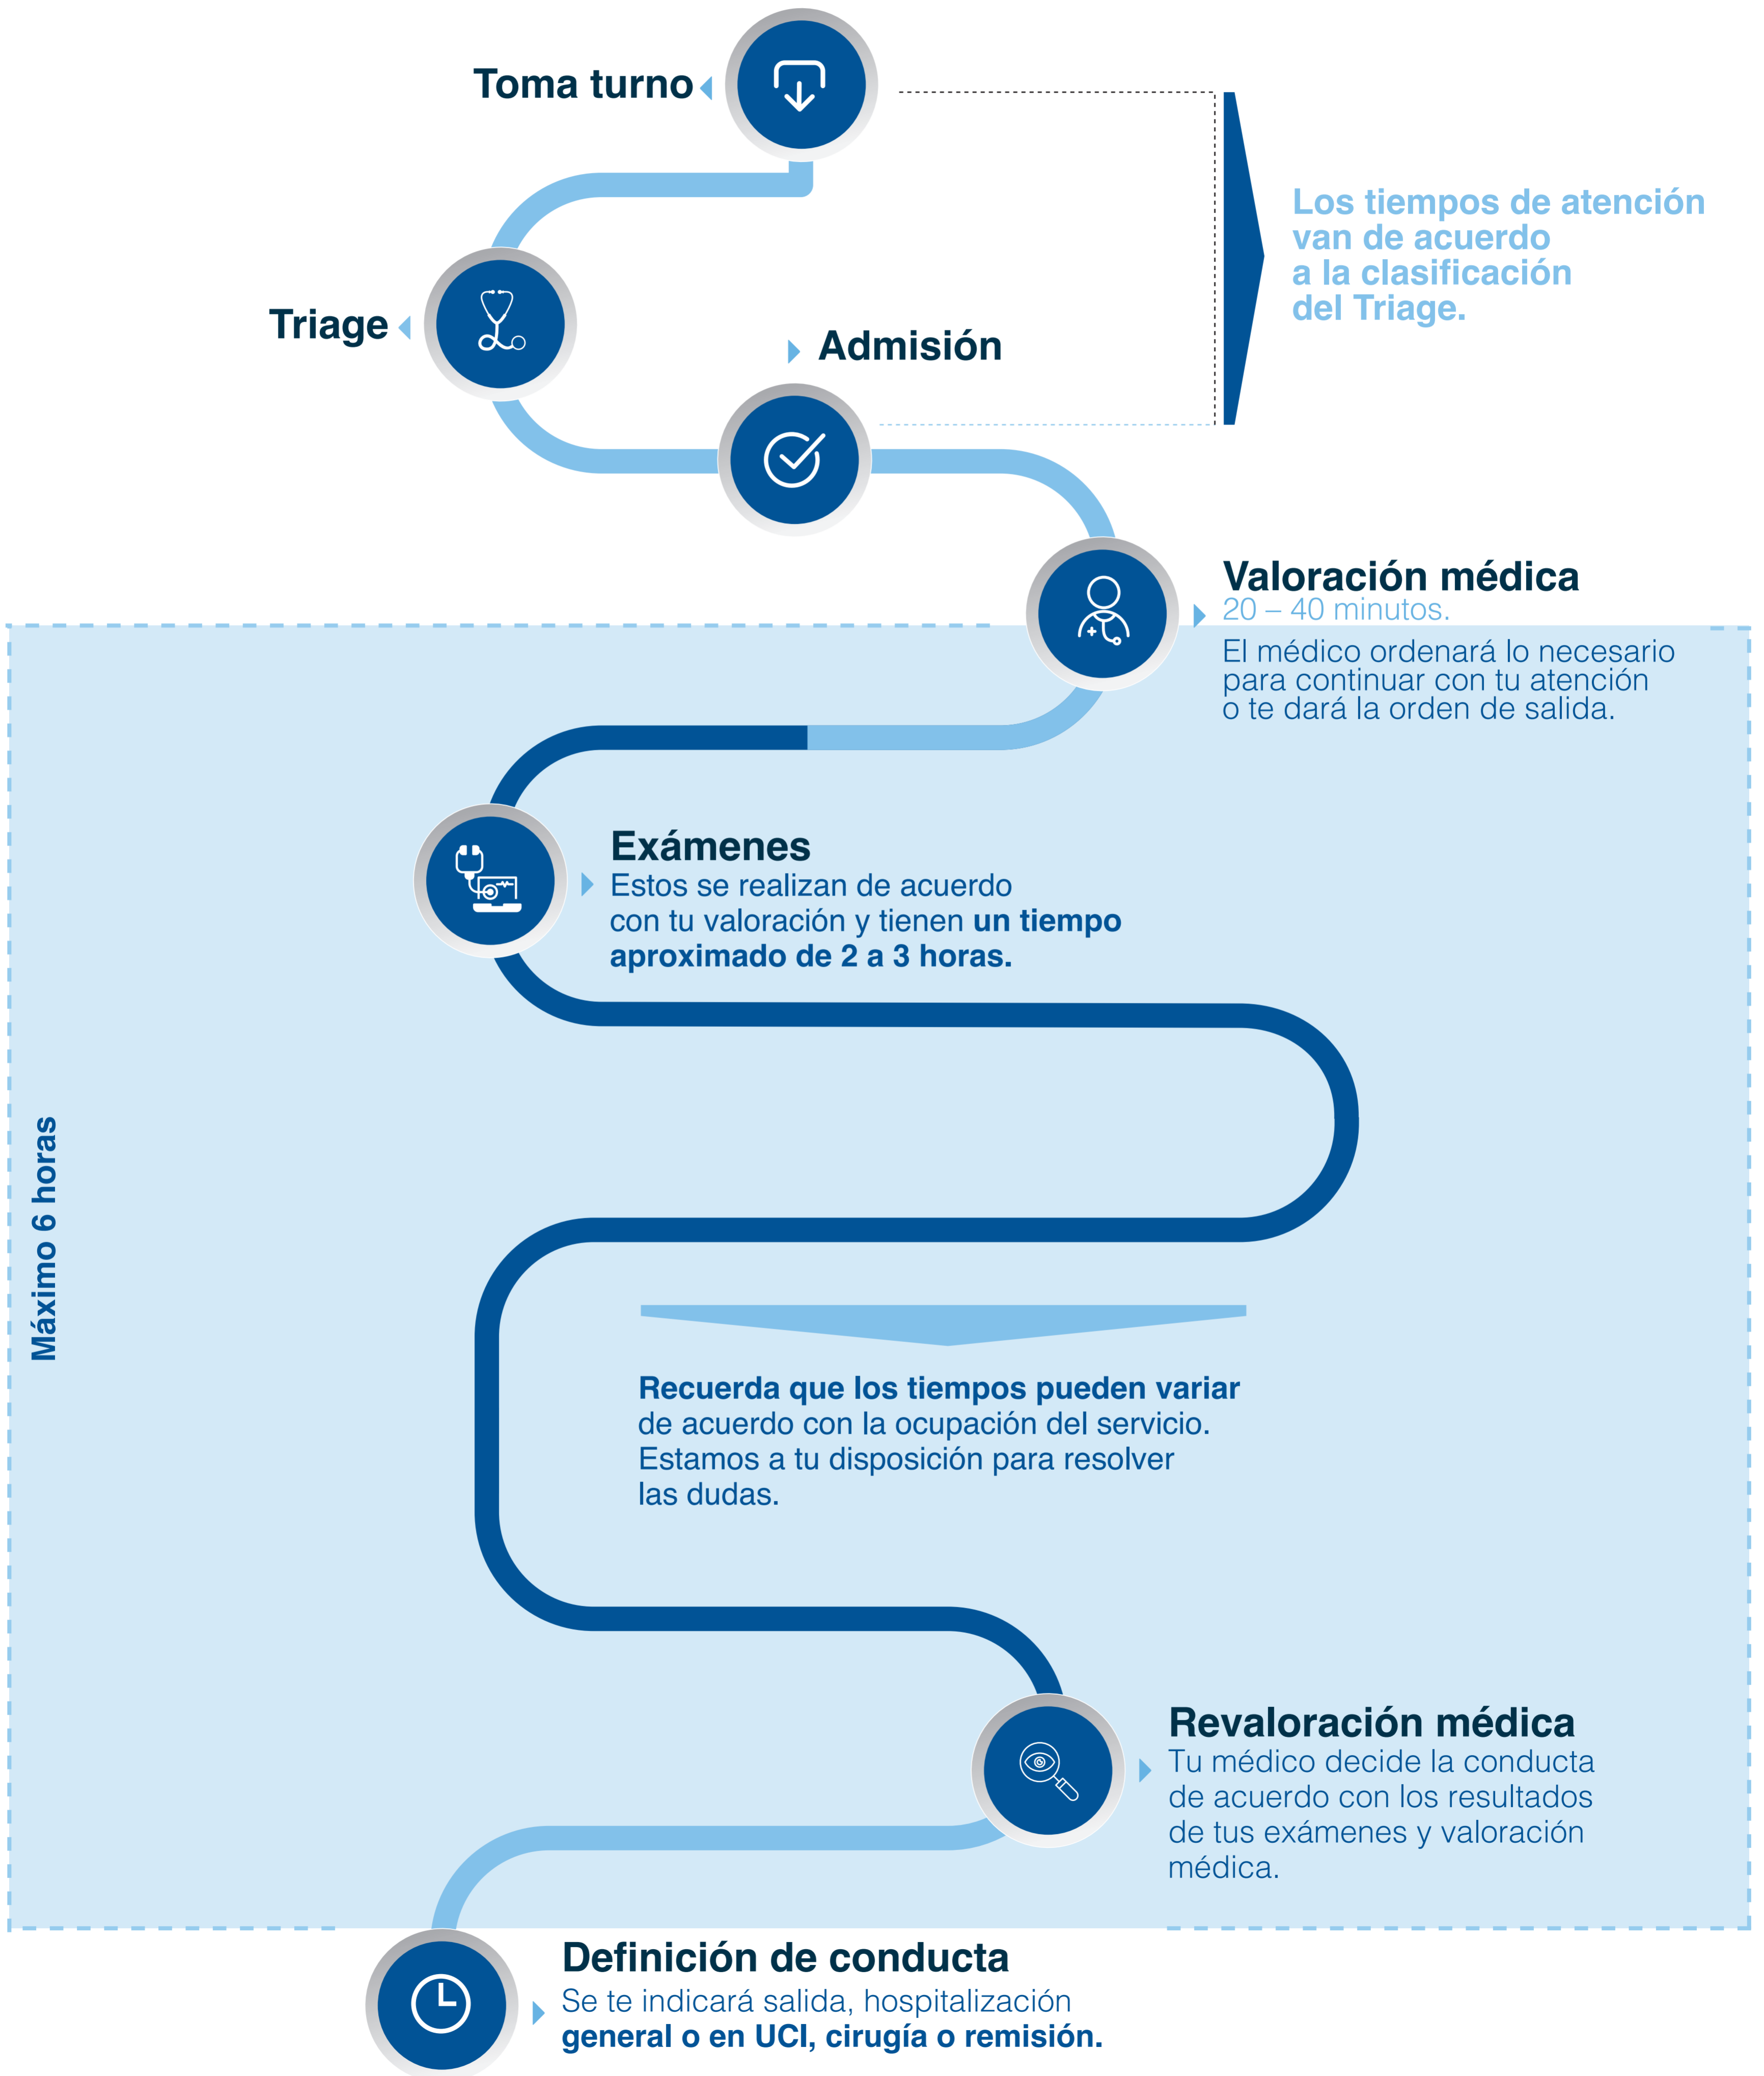 Toma turno
Los tiempos de atención
van de acuerdo
a la clasificación
del Triage.
Triage
Admisión
Valoración médica
20 – 40 minutos.
El médico ordenará lo necesario
para continuar con tu atención
o te dará la orden de salida.
Exámenes
Estos se realizan de acuerdo
con tu valoración y tienen un tiempo
aproximado de 2 a 3 horas.
Máximo 6 horas
Recuerda que los tiempos pueden variar
de acuerdo con la ocupación del servicio.
Estamos a tu disposición para resolver
las dudas.
Revaloración médica
Tu médico decide la conducta
de acuerdo con los resultados
de tus exámenes y valoración
médica.
Definición de conducta
Se te indicará salida, hospitalización
general o en UCI, cirugía o remisión.